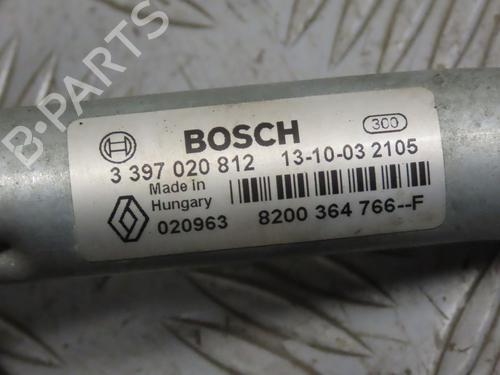 B-PARTS
BOSCH
300
3 397 020 812 13-10-03 2105
Made in
Hungary
020963 8200 364 766--F